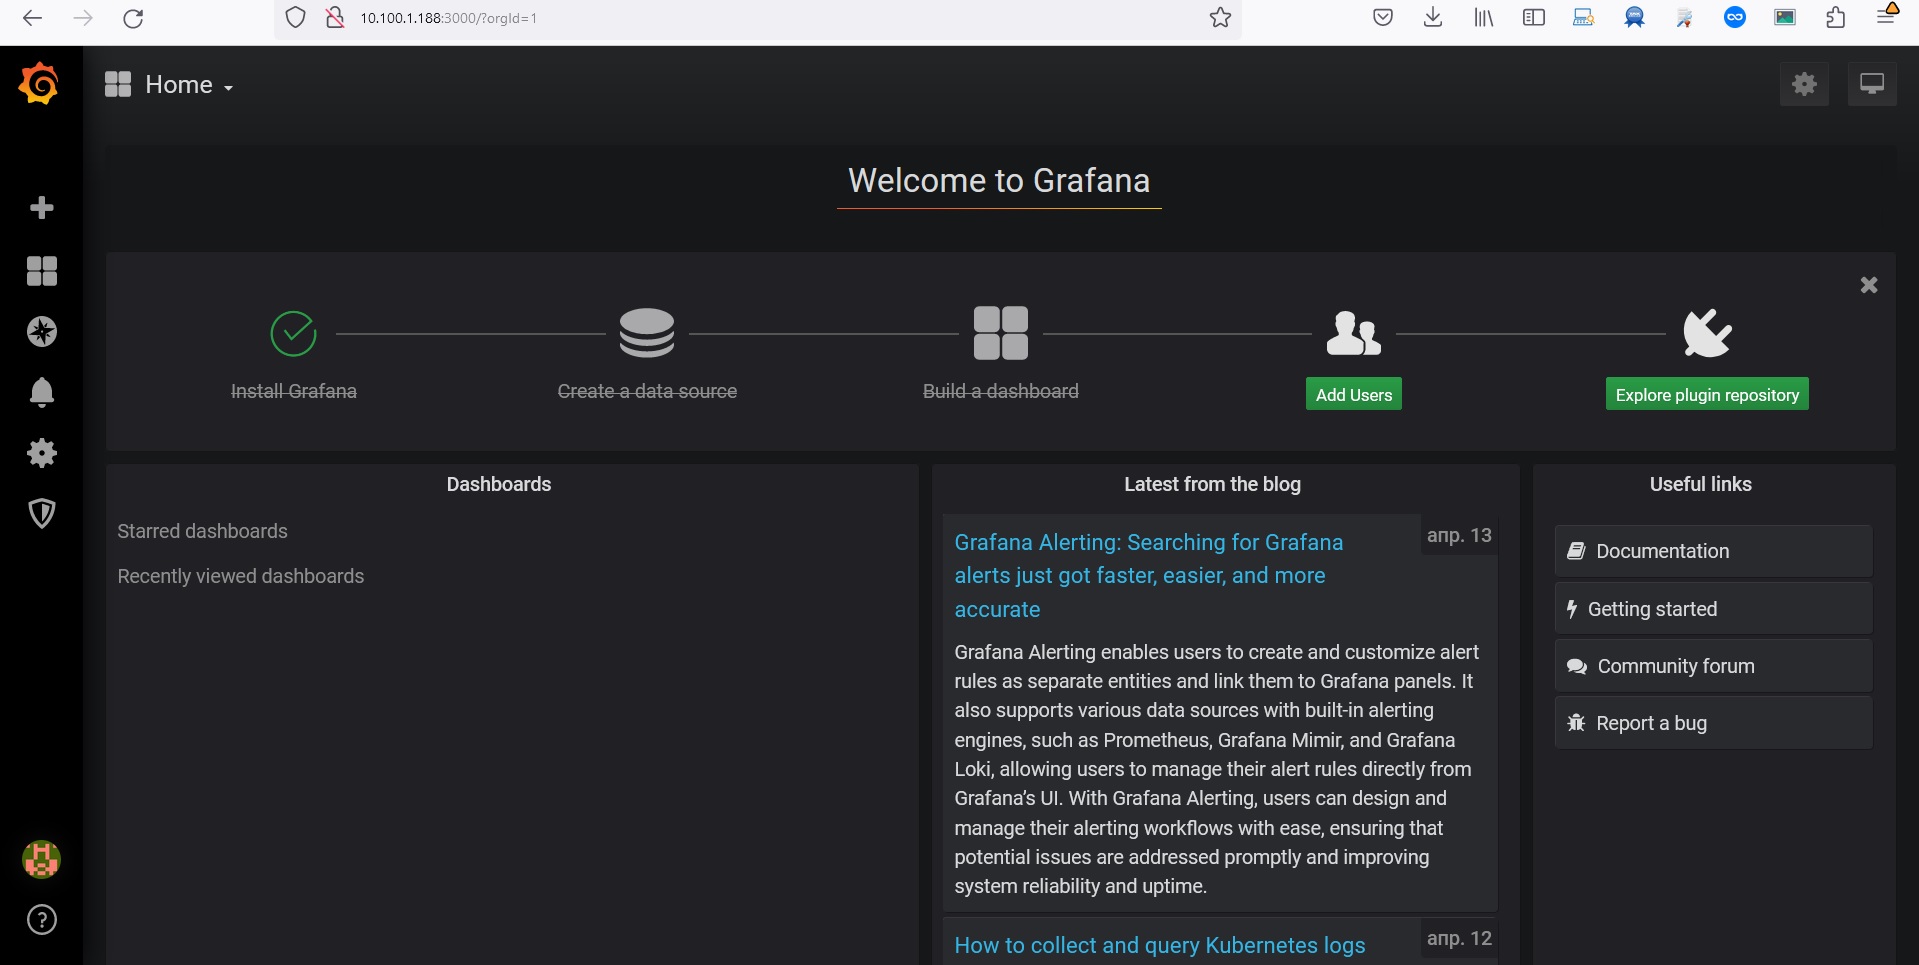 10.100.1.188:3000/?orgId=1
Home
Welcome to Grafana
Install Grafana
Create a data source
Build a dashboard
Add Users
Explore plugin repository
Dashboards
Starred dashboards
Recently viewed dashboards
Latest from the blog
Grafana Alerting: Searching for Grafana
alerts just got faster, easier, and more
accurate
апр. 13
Grafana Alerting enables users to create and customize alert
rules as separate entities and link them to Grafana panels. It
also supports various data sources with built-in alerting
engines, such as Prometheus, Grafana Mimir, and Grafana
Loki, allowing users to manage their alert rules directly from
Grafana’s UI. With Grafana Alerting, users can design and
manage their alerting workflows with ease, ensuring that
potential issues are addressed promptly and improving
system reliability and uptime.
How to collect and query Kubernetes logs
апр. 12
Useful links
Documentation
Getting started
Community forum
Report a bug